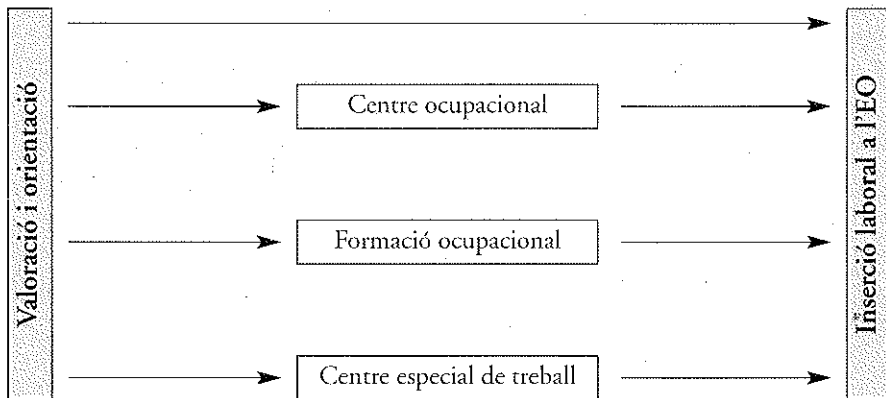 Valoració i orientació
Centre ocupacional
Formació ocupacional
Centre especial de treball
Inserció laboral a l'EO